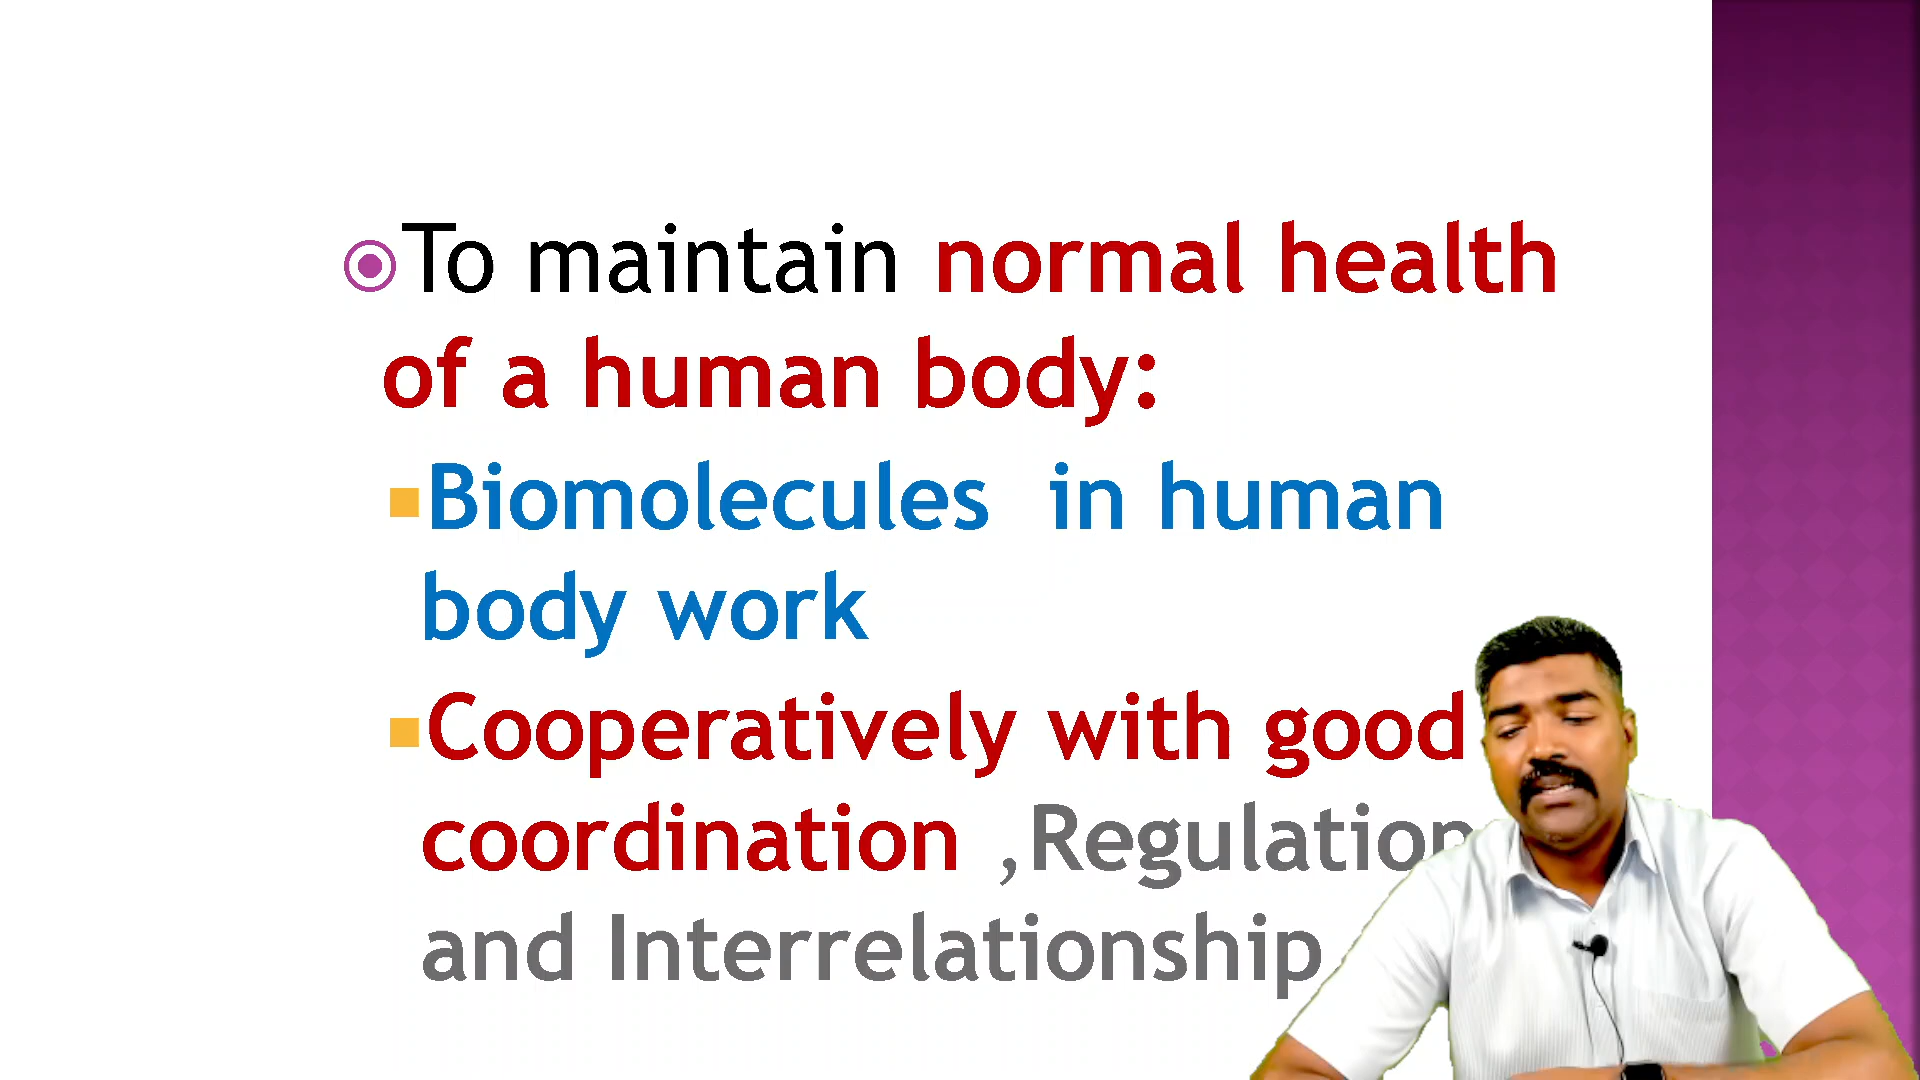 To maintain normal health
of a human body:
Biomolecules in human
body work
Cooperatively with good
coordination ,Regulation
and Interrelationship